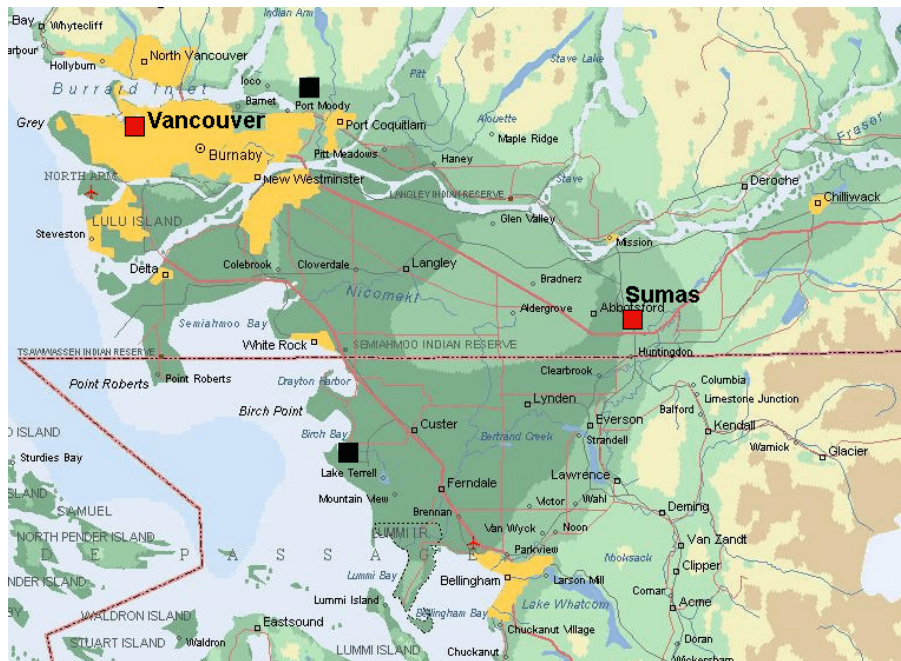 Bay
Whytecliff
Indian Arm
arbour
Hollyburn
North Vancouver
Ioco
Pitt
Stave Lake
Burrard Inlet
Barnet
Port Moody
Grey
Vancouver
Port Coquitlam
Alouette
Maple Ridge
Fraser
Burnaby
Pitt Meadows
Haney
NORTH ARM
New Westminster
LANGLEY INDIAN RESERVE
Stave
Deroche
Chilliwack
LULU ISLAND
Glen Valley
Steveston
Mission
Delta
Colebrook
Cloverdale
Langley
Bradnerz
Nicomekt
Sumas
Aldergrove
Abbotsford
Semiahmoo Bay
White Rock
SEMIAHMOO INDIAN RESERVE
TSAWWASSEN INDIAN RESERVE
Huntingdon
Point Roberts
Point Roberts
Drayton Harbor
Clearbrook
Columbia
Limestone Junction
Birch Point
Lynden
Balford
Everson
Kendall
Birch Bay
Custer
Bertrand Creek
Strandell
Warnick
Glacier
O ISLAND
Sturdies Bay
Lake Terrell
Ferndale
Lawrence
Mountain View
Victor
Wahl
SAMUEL
Brennan
Deming
NORTH PENDER ISLAND
LUMMI I.R.
Van Wyck
Noon
Van Zandt
DE PASSAGE
Parkview
Nooksack
NDER ISLAND
Lummi Bay
Bellingham
Larson Mill
Clipper
BY
Lummi Island
Comar
WALDRON ISLAND
Bellingham Bay
Lake Whatcom
Acme
Eastsound
Chuckanut Village
STUART ISLAND
Waldron
Doran
LUMMI ISLAND
Chuckanut
Wickersham